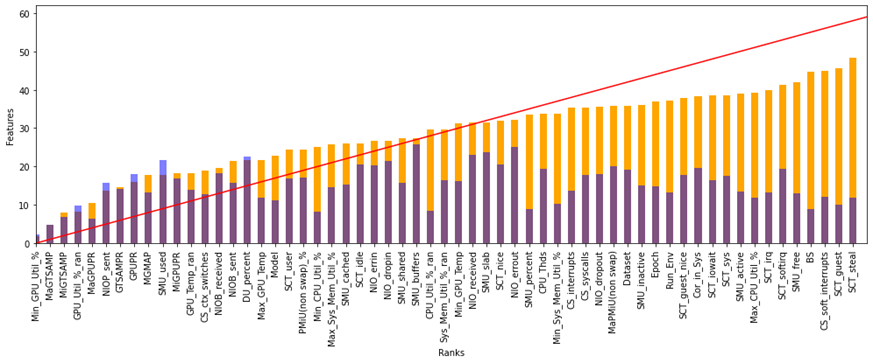 60
50
40
30
20
10
0
Features
Min_GPU_Util_%
MaGTSAMP
MiGTSAMP
GPU_Util_%_ran
MaGPUPR
NIOP_sent
GTSAMPR
GPUPR
MGMAP
SMU_used
MiGPUPR
GPU_Temp_ran
CS_ctx_switches
NIOB_received
NIOB_sent
DU_percent
Max_GPU_Temp
Model
SCT_user
PMiU(non swap)_%
Min_CPU_Util_%
Max_Sys_Mem_Util_%
SMU_cached
SCT_idle
NIO_errin
NIO_dropin
SMU_shared
SMU_buffers
CPU_Util_%_ran
Sys_Mem_Util_%_ran
Min_GPU_Temp
NIO_received
SMU_slab
SCT_nice
NIO_errout
SMU_percent
CPU_Thds
Min_Sys_Mem_Util_%
CS_interrupts
CS_syscalls
NIO_dropout
MaPMiU(non swap)
Dataset
SMU_inactive
Epoch
Run_Env
SCT_guest_nice
Cor_in_Sys
SCT_iowait
SCT_sys
SMU_active
Max_CPU_Util_%
SCT_irq
SCT_softirq
SMU_free
BS
CS_soft_interrupts
SCT_guest
SCT_steal
Ranks